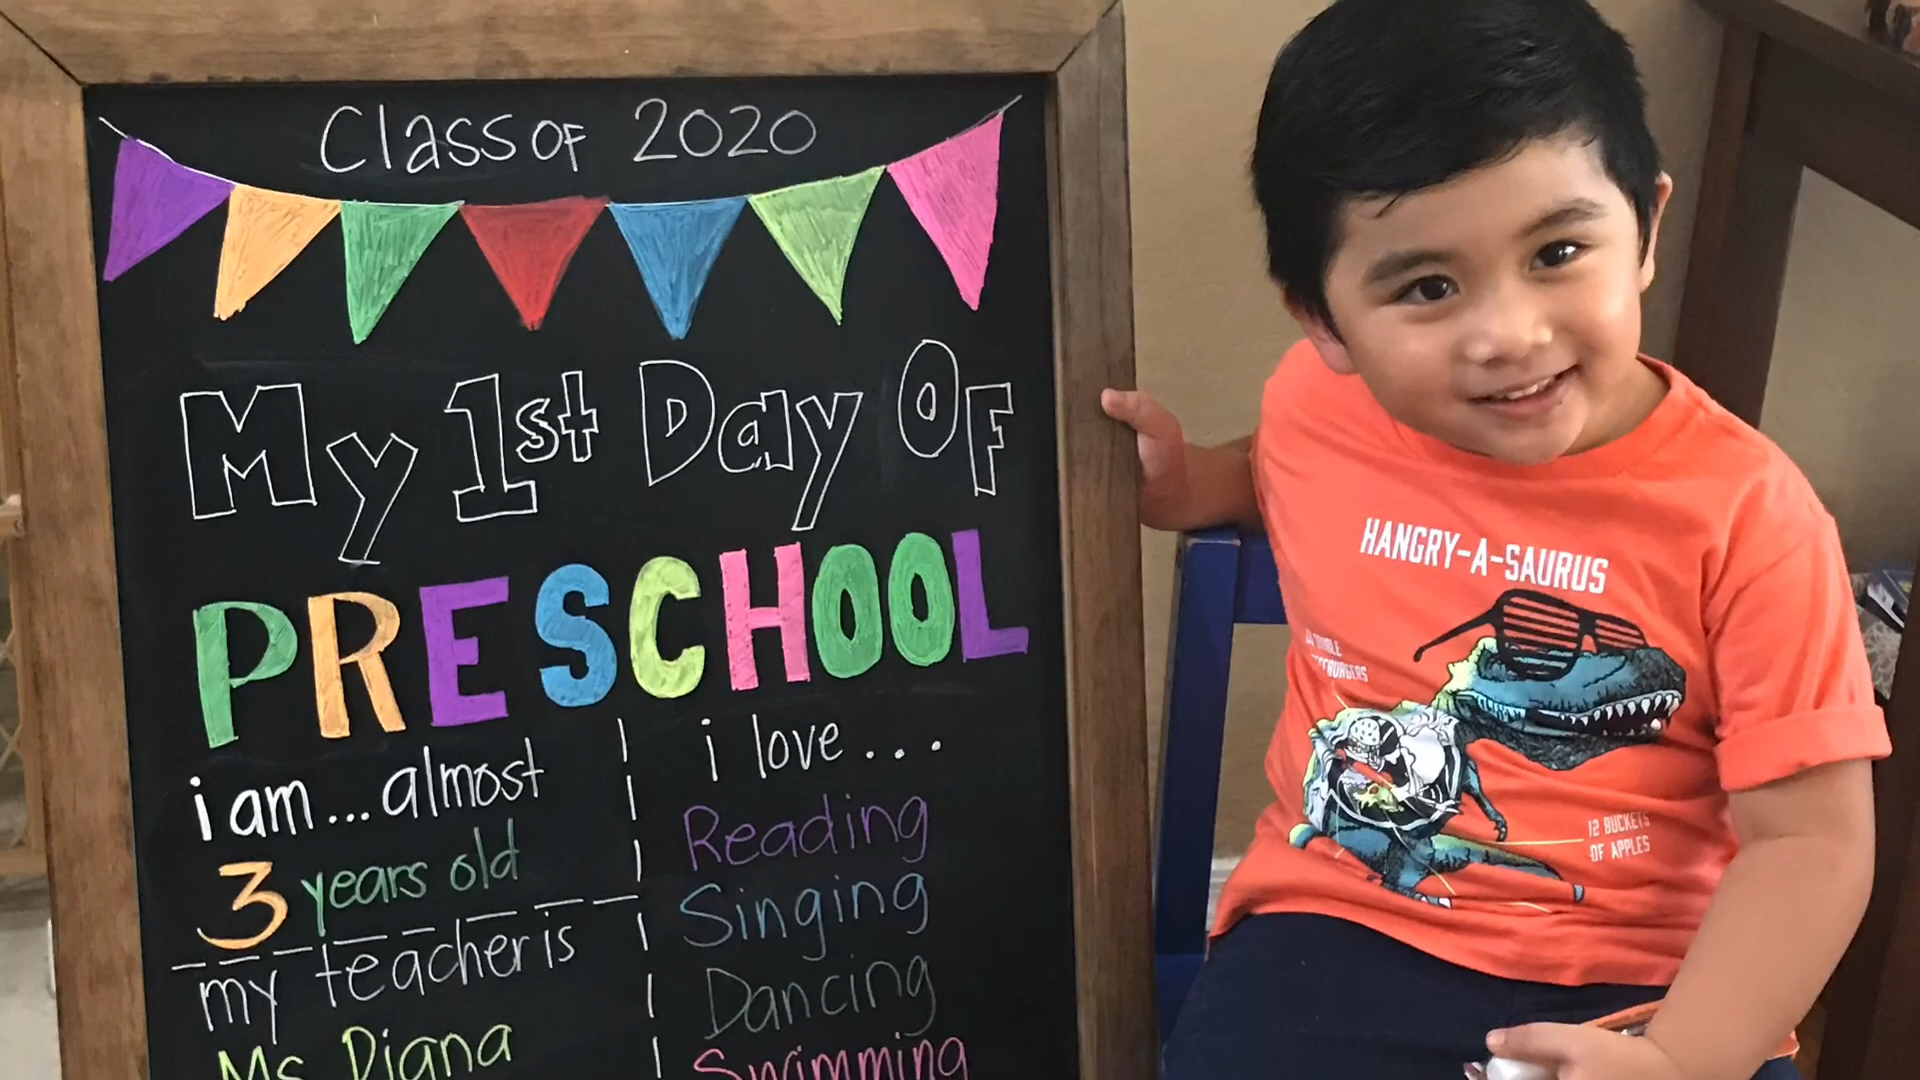 Class OF 2020
My 1st Day OF
PRESCHOOL
i am...almost
3 years old
my teacher is
Ms. Diana
i love...
Reading
Singing
Dancing
Swimming
HANGRY-A-SAURUS
12 BUCKETS
OF APPLES